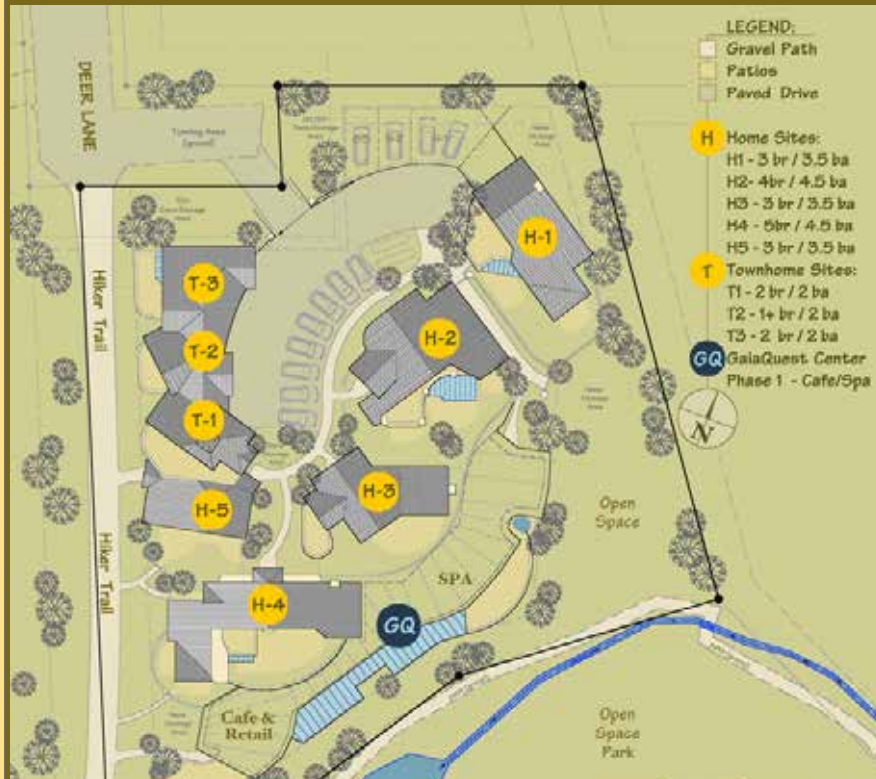 LEGEND:
Gravel Path
Patios
Paved Drive
H Home Sites:
H1 - 3 br / 3.5 ba
H2- 4br / 4.5 ba
H3 - 3 br / 3.5 ba
H4 - 5br / 4.5 ba
H5 - 3 br / 3.5 ba
T Townhome Sites:
T1 - 2 br / 2 ba
T2 - 1+ br / 2 ba
T3 - 2 br / 2 ba
GQ GaiaQuest Center
Phase 1 - Cafe/Spa
N
DEER LANE
Hiker Trail
Hiker Trail
H-1
T-3
H-2
T-2
T-1
H-3
H-5
Open
Space
SPA
H-4
GQ
Cafe &
Retail
Open
Space
Park